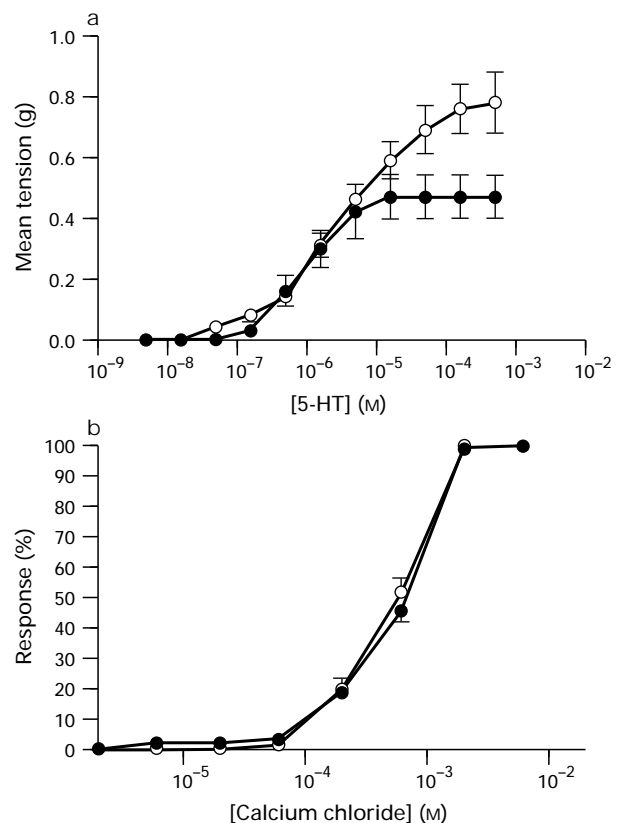 a
1.0
0.8
0.6
0.4
0.2
0.0
Mean tension (g)
10⁻⁹ 10⁻⁸ 10⁻⁷ 10⁻⁶ 10⁻⁵ 10⁻⁴ 10⁻³ 10⁻²
[5-HT] (M)
b
100
90
80
70
60
50
40
30
20
10
0
Response (%)
10⁻⁵ 10⁻⁴ 10⁻³ 10⁻²
[Calcium chloride] (M)